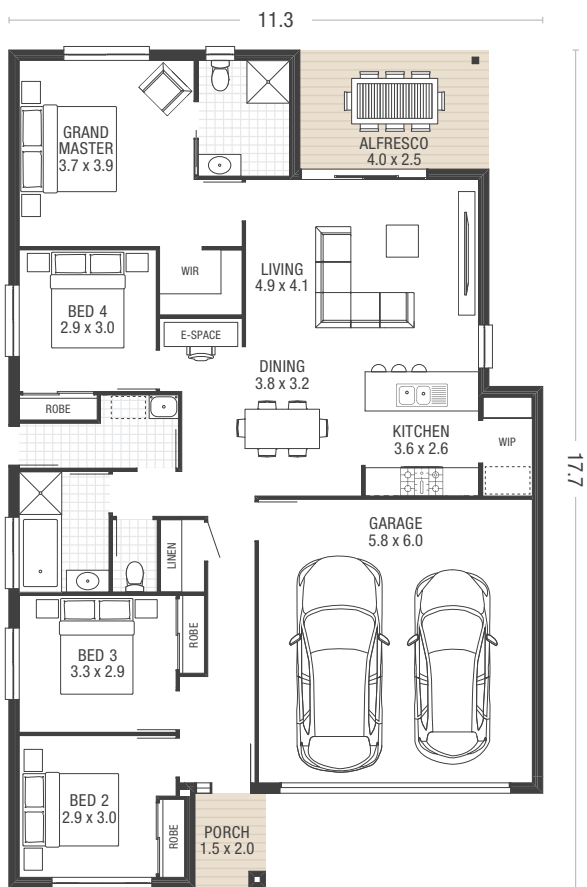 11.3
GRAND
MASTER
3.7 x 3.9
ALFRESCO
4.0 x 2.5
WIR
LIVING
4.9 x 4.1
BED 4
2.9 x 3.0
E-SPACE
DINING
3.8 x 3.2
ROBE
KITCHEN
3.6 x 2.6
WIP
17.7
GARAGE
5.8 x 6.0
LINEN
BED 3
3.3 x 2.9
ROBE
BED 2
2.9 x 3.0
ROBE
PORCH
1.5 x 2.0